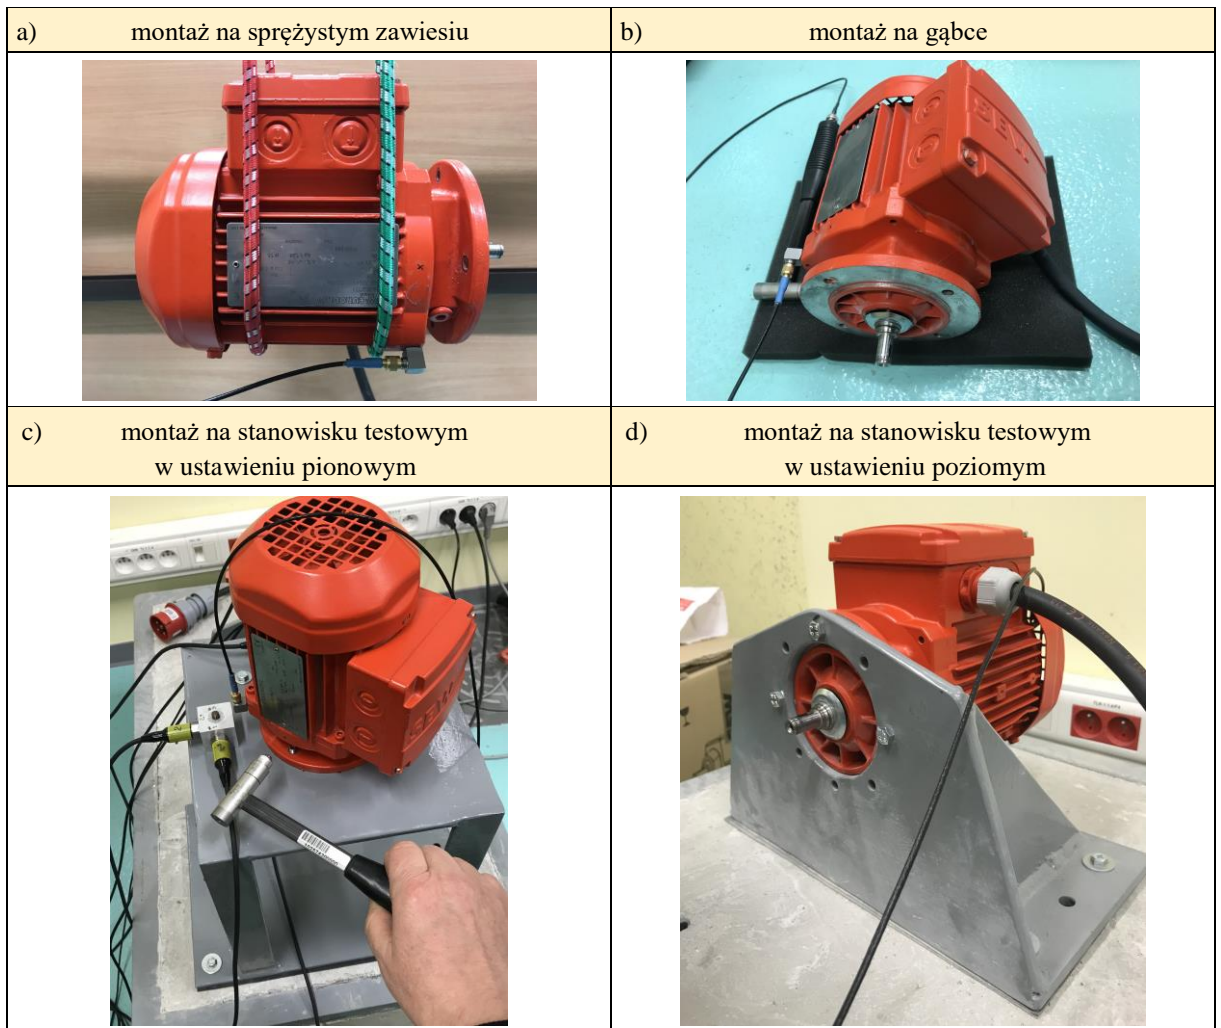 a) montaż na sprężystym zawiesiu
b) montaż na gąbce
c) montaż na stanowisku testowym
w ustawieniu pionowym
d) montaż na stanowisku testowym
w ustawieniu poziomym